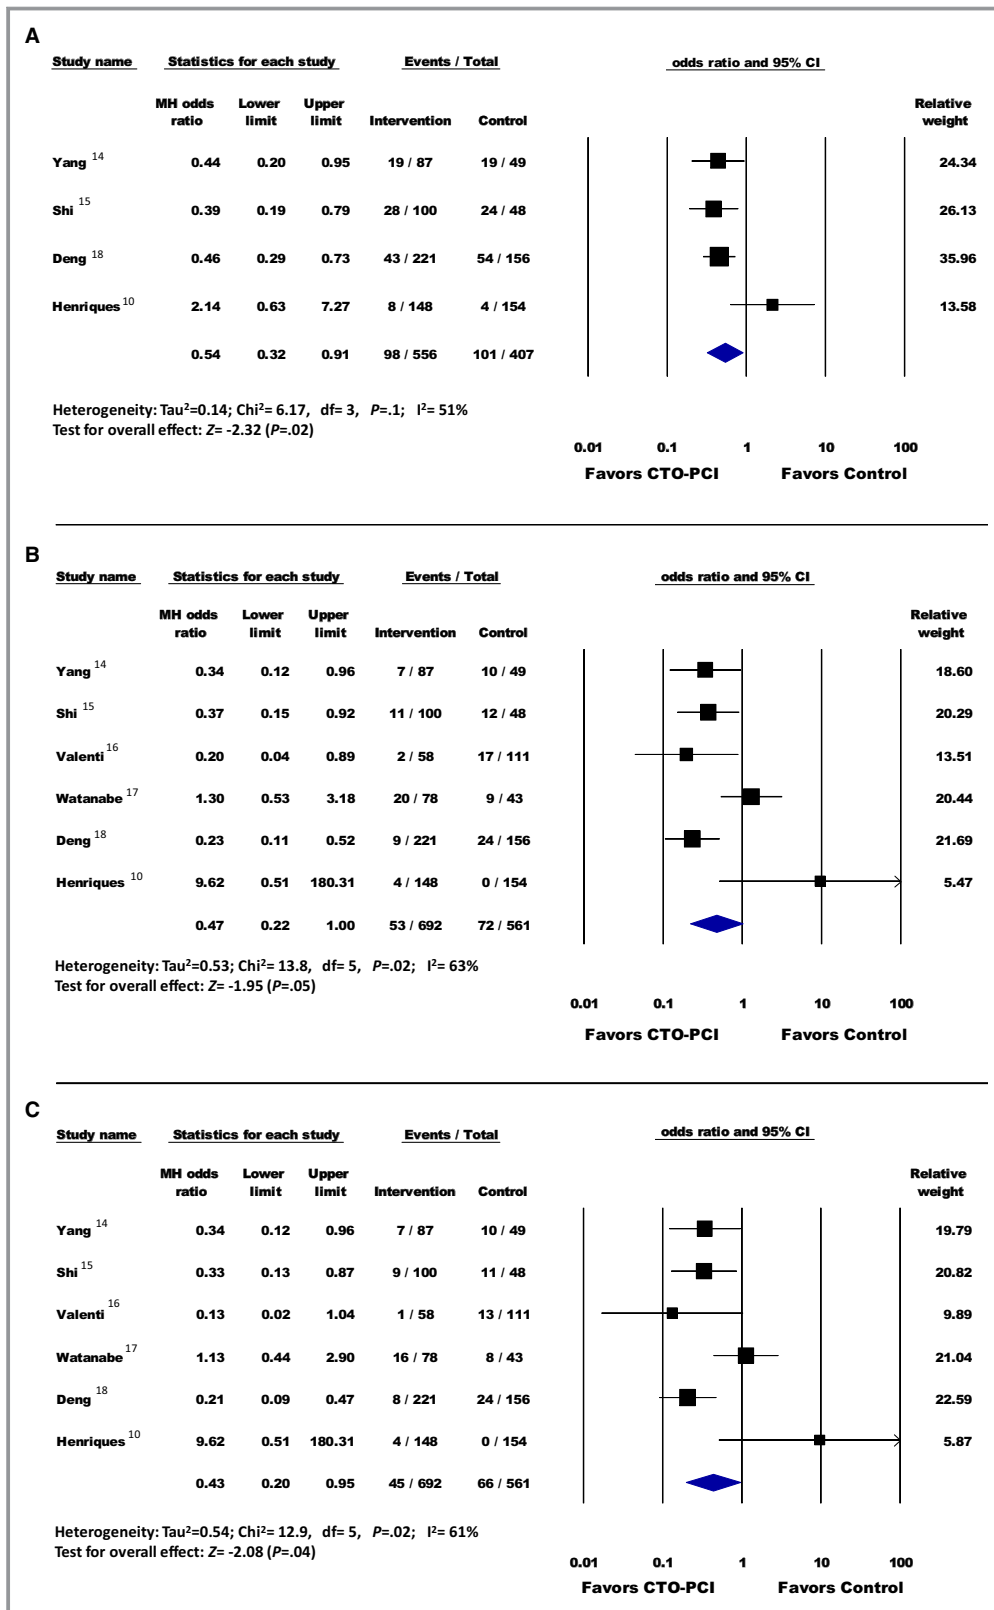 A
Study name Statistics for each study Events / Total odds ratio and 95% CI
MH odds Lower Upper Relative
ratio limit limit Intervention Control weight
Yang 14 0.44 0.20 0.95 19 / 87 19 / 49 24.34
Shi 15 0.39 0.19 0.79 28 / 100 24 / 48 26.13
Deng 18 0.46 0.29 0.73 43 / 221 54 / 156 35.96
Henriques 10 2.14 0.63 7.27 8 / 148 4 / 154 13.58
0.54 0.32 0.91 98 / 556 101 / 407
Heterogeneity: Tau²=0.14; Chi²= 6.17, df= 3, P=.1; I²= 51%
Test for overall effect: Z= -2.32 (P=.02)
0.01 0.1 1 10 100
Favors CTO-PCI Favors Control
B
Study name Statistics for each study Events / Total odds ratio and 95% CI
MH odds Lower Upper Relative
ratio limit limit Intervention Control weight
Yang 14 0.34 0.12 0.96 7 / 87 10 / 49 18.60
Shi 15 0.37 0.15 0.92 11 / 100 12 / 48 20.29
Valenti 16 0.20 0.04 0.89 2 / 58 17 / 111 13.51
Watanabe 17 1.30 0.53 3.18 20 / 78 9 / 43 20.44
Deng 18 0.23 0.11 0.52 9 / 221 24 / 156 21.69
Henriques 10 9.62 0.51 180.31 4 / 148 0 / 154 5.47
0.47 0.22 1.00 53 / 692 72 / 561
Heterogeneity: Tau²=0.53; Chi²= 13.8, df= 5, P=.02; I²= 63%
Test for overall effect: Z= -1.95 (P=.05)
0.01 0.1 1 10 100
Favors CTO-PCI Favors Control
C
Study name Statistics for each study Events / Total odds ratio and 95% CI
MH odds Lower Upper Relative
ratio limit limit Intervention Control weight
Yang 14 0.34 0.12 0.96 7 / 87 10 / 49 19.79
Shi 15 0.33 0.13 0.87 9 / 100 11 / 48 20.82
Valenti 16 0.13 0.02 1.04 1 / 58 13 / 111 9.89
Watanabe 17 1.13 0.44 2.90 16 / 78 8 / 43 21.04
Deng 18 0.21 0.09 0.47 8 / 221 24 / 156 22.59
Henriques 10 9.62 0.51 180.31 4 / 148 0 / 154 5.87
0.43 0.20 0.95 45 / 692 66 / 561
Heterogeneity: Tau²=0.54; Chi²= 12.9, df= 5, P=.02; I²= 61%
Test for overall effect: Z= -2.08 (P=.04)
0.01 0.1 1 10 100
Favors CTO-PCI Favors Control